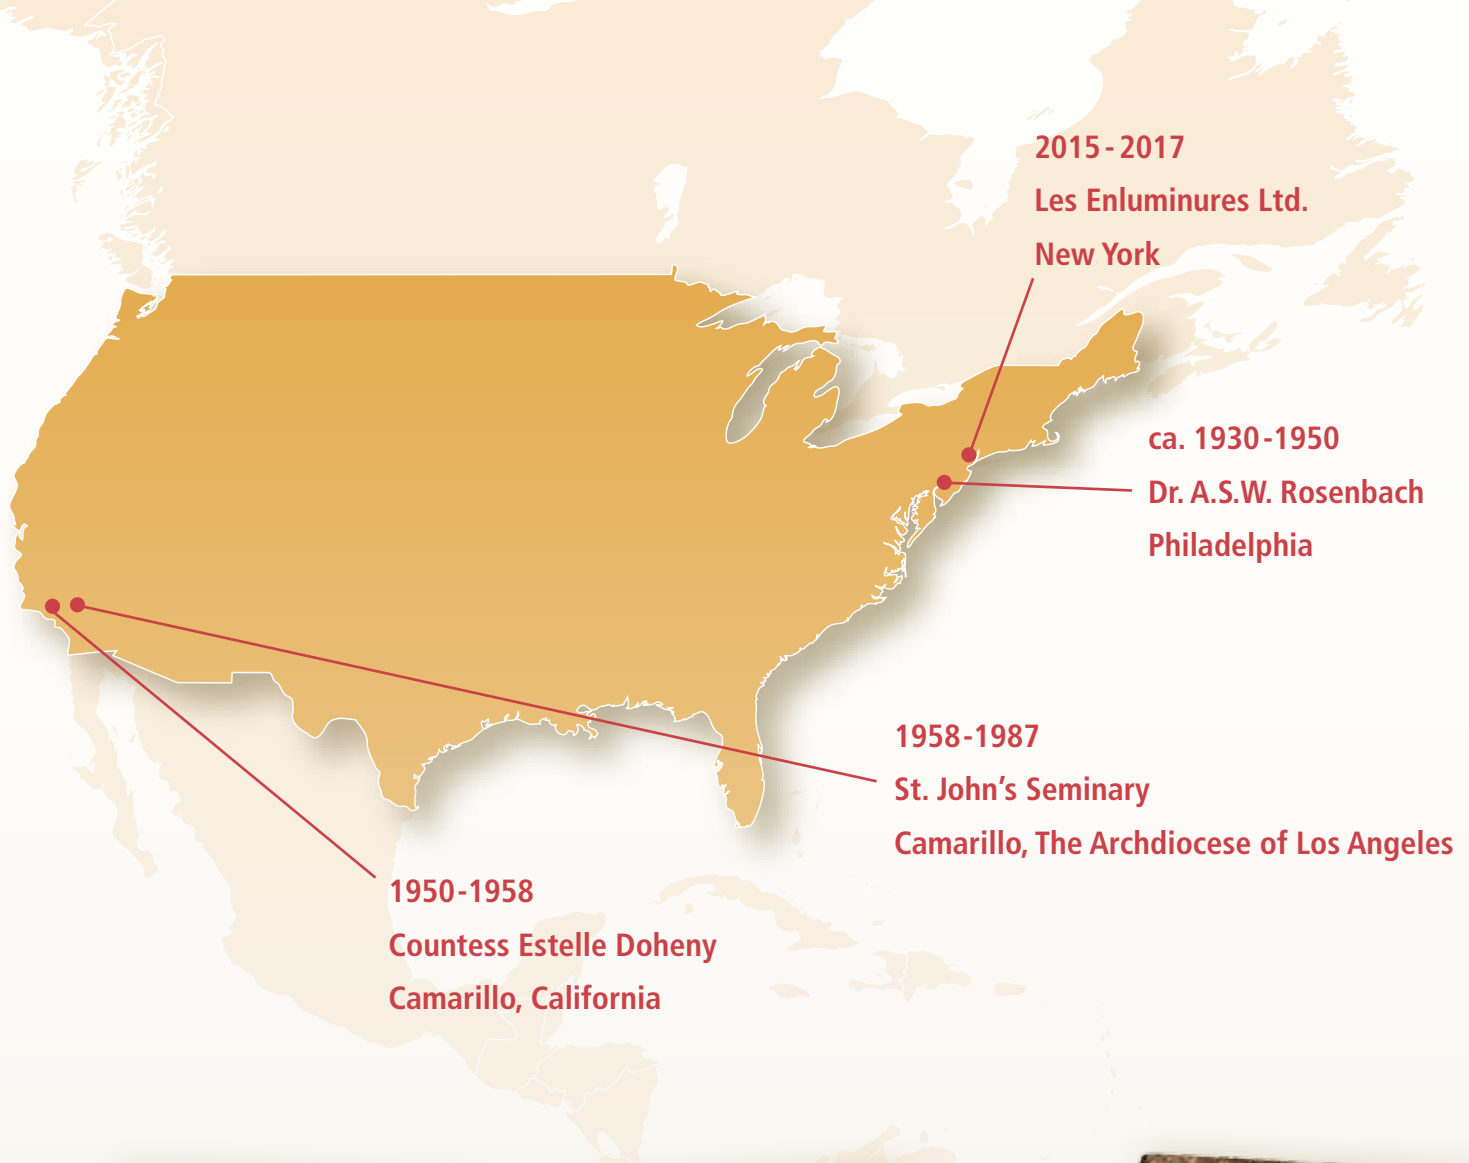 2015-2017
Les Enluminures Ltd.
New York
ca. 1930-1950
Dr. A.S.W. Rosenbach
Philadelphia
1958-1987
St. John’s Seminary
Camarillo, The Archdiocese of Los Angeles
1950-1958
Countess Estelle Doheny
Camarillo, California